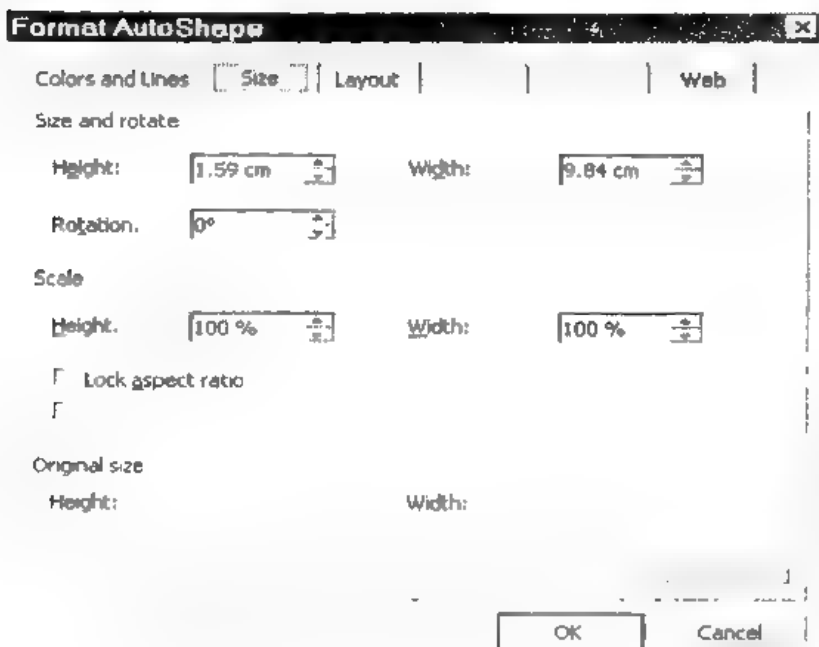 Format AutoShape
Colors and Lines Size Layout Web
Size and rotate
Height: 1.59 cm Width: 9.84 cm
Rotation. 0°
Scale
Height. 100 % Width: 100 %
Lock aspect ratio
Original size
Height: Width:
OK Cancel